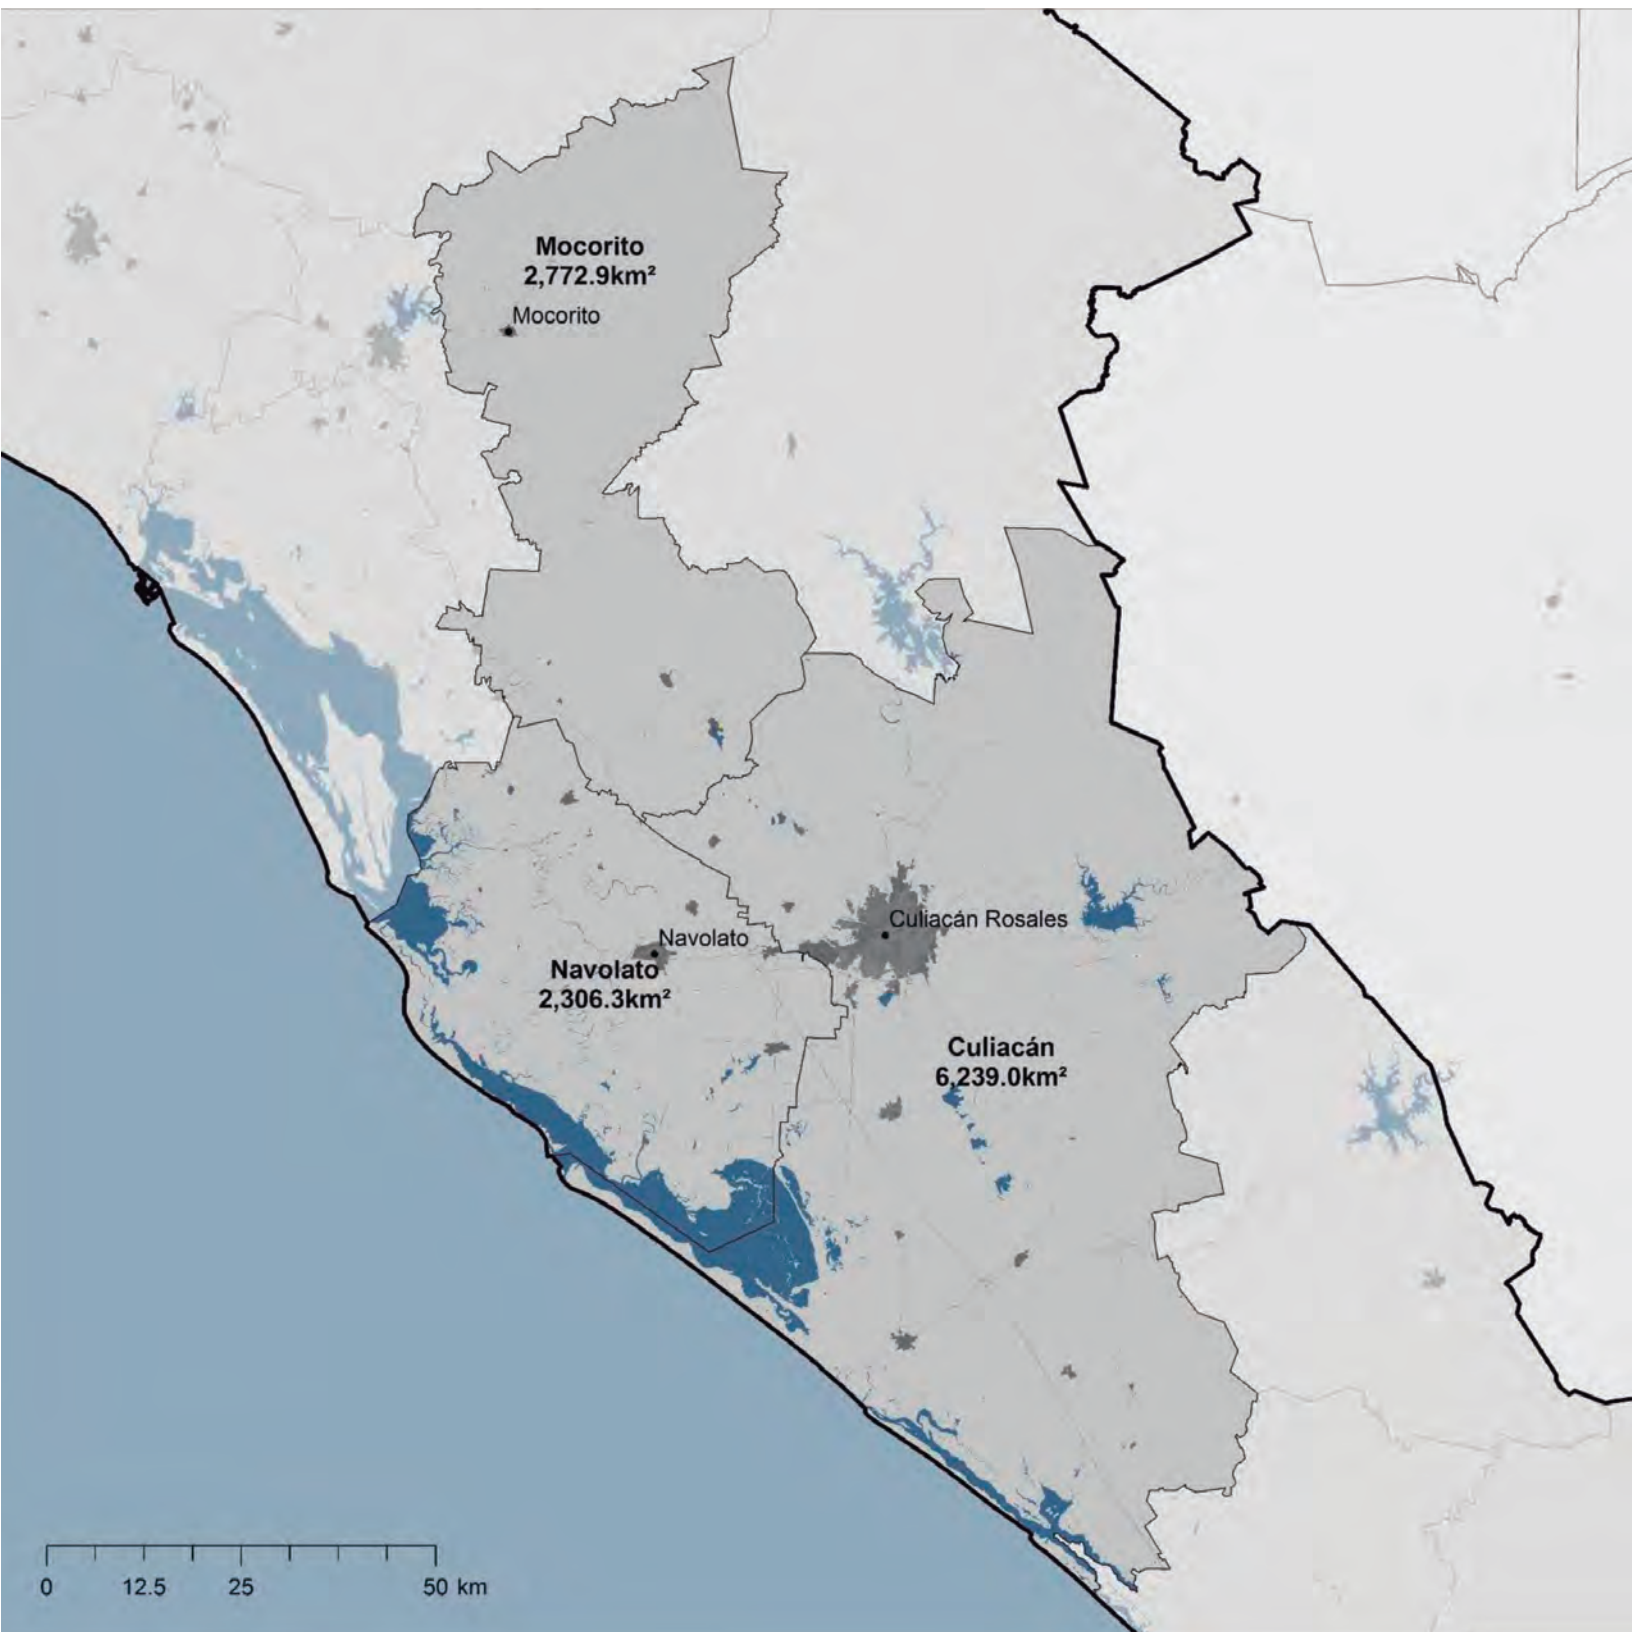 Mocorito
2,772.9km²
Mocorito
Culiacán Rosales
Navolato
Navolato
2,306.3km²
Culiacán
6,239.0km²
0 12.5 25 50 km